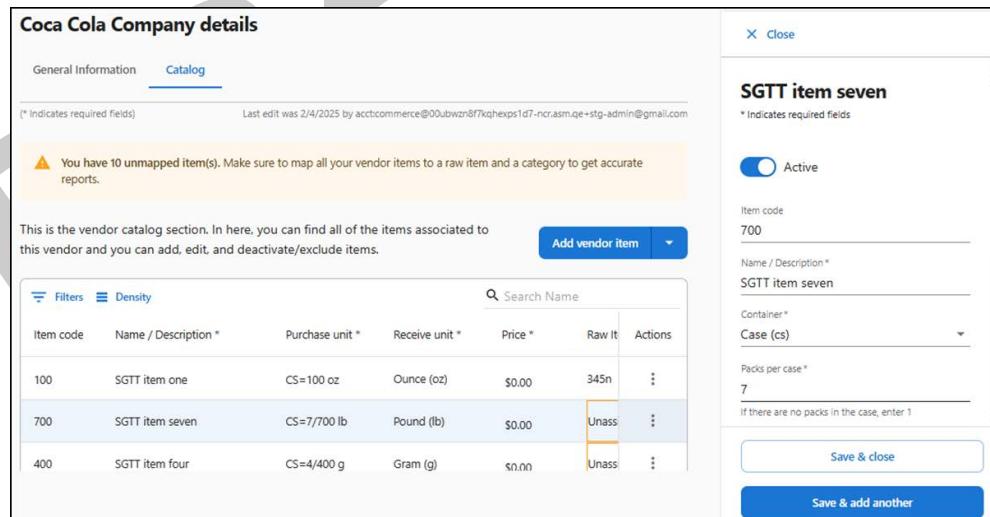 Coca Cola Company details
General Information Catalog
(* Indicates required fields) Last edit was 2/4/2025 by acct:commerce@00ubwzn8f7kqhexps1d7-ncr.asm.qe+stg-admin@gmail.com
You have 10 unmapped item(s). Make sure to map all your vendor items to a raw item and a category to get accurate
reports.
This is the vendor catalog section. In here, you can find all of the items associated to
this vendor and you can add, edit, and deactivate/exclude items.
Add vendor item
Filters Density Search Name
Item code Name / Description * Purchase unit * Receive unit * Price * Raw It Actions
100 SGTT item one CS=100 oz Ounce (oz) $0.00 345n
700 SGTT item seven CS=7/700 lb Pound (lb) $0.00 Unass
400 SGTT item four CS=4/400 g Gram (g) $0.00 Unass
Close
SGTT item seven
* Indicates required fields
Active
Item code
700
Name / Description *
SGTT item seven
Container *
Case (cs)
Packs per case *
7
If there are no packs in the case, enter 1
Save & close
Save & add another